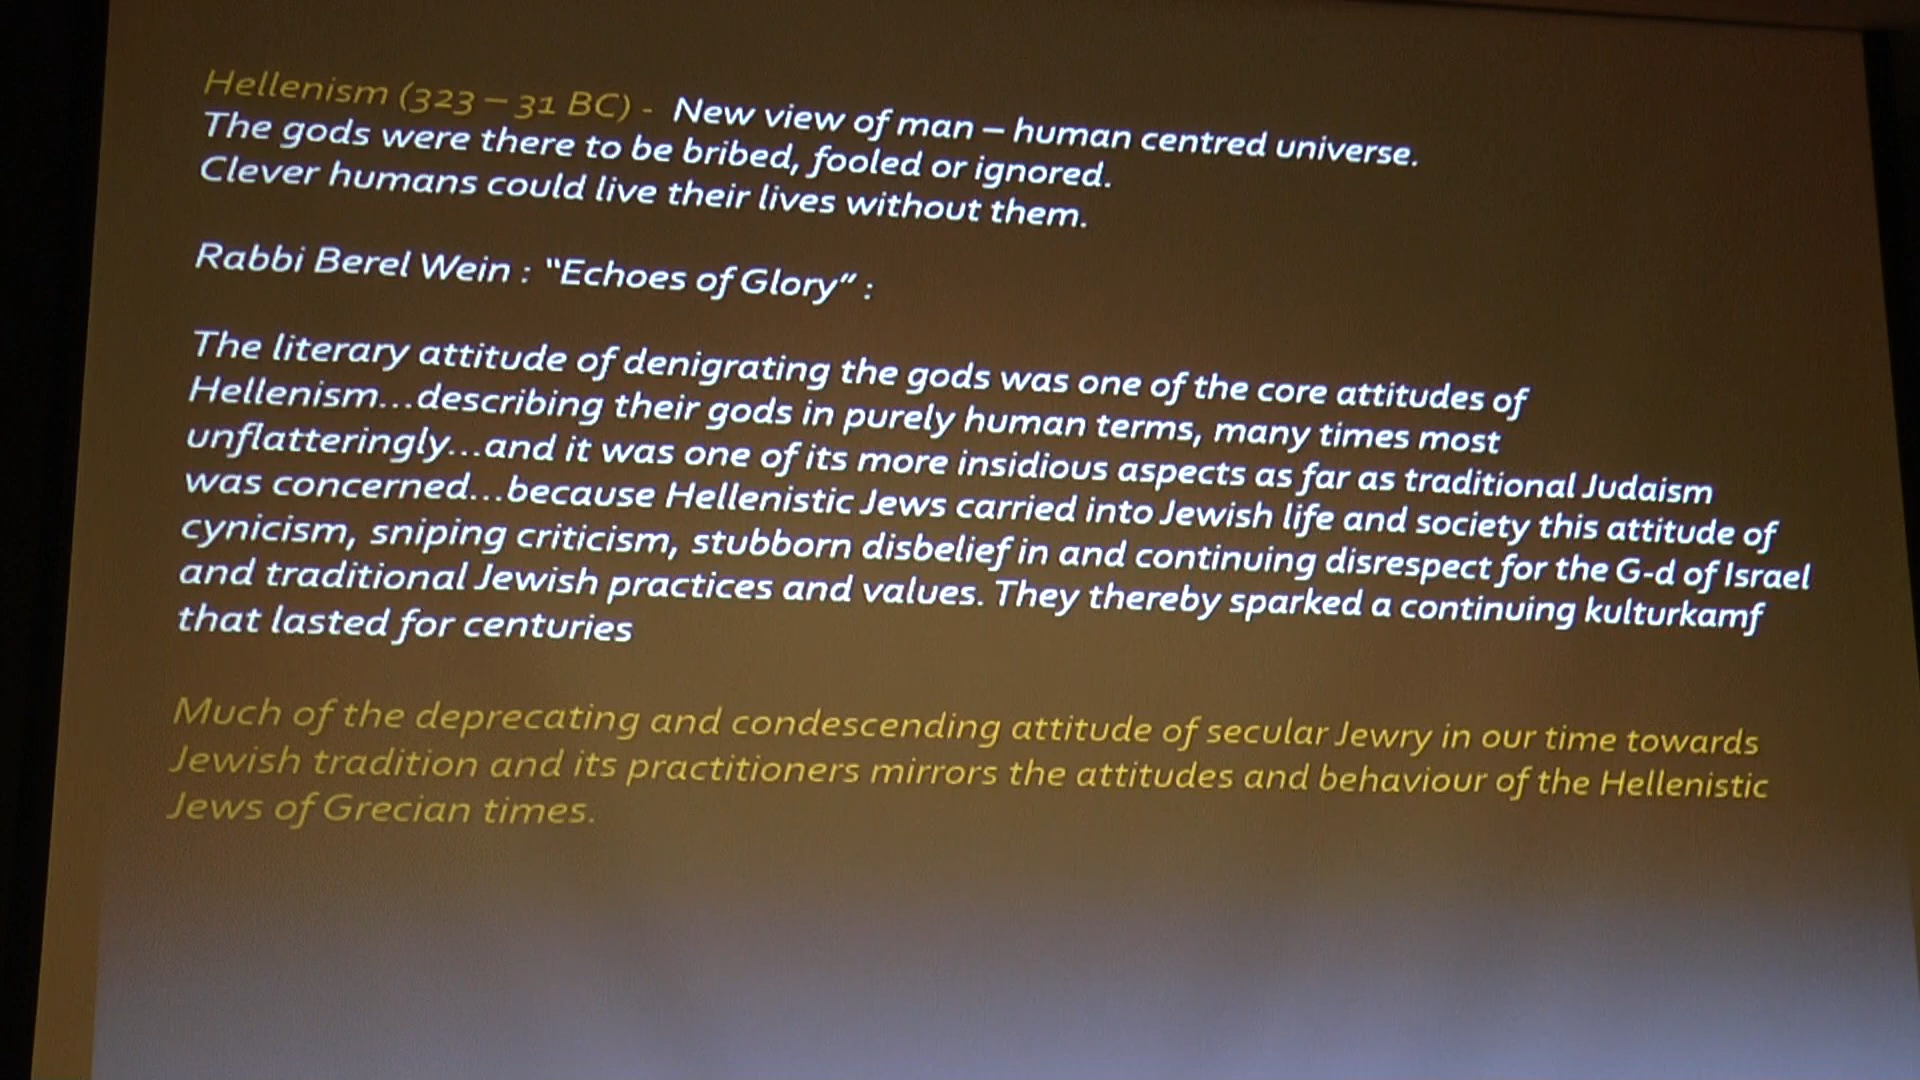 Hellenism (323 – 31 BC) - New view of man – human centred universe.
The gods were there to be bribed, fooled or ignored.
Clever humans could live their lives without them.
Rabbi Berel Wein : “Echoes of Glory” :
The literary attitude of denigrating the gods was one of the core attitudes of
Hellenism...describing their gods in purely human terms, many times most
unflatteringly...and it was one of its more insidious aspects as far as traditional Judaism
was concerned...because Hellenistic Jews carried into Jewish life and society this attitude of
cynicism, sniping criticism, stubborn disbelief in and continuing disrespect for the G-d of Israel
and traditional Jewish practices and values. They thereby sparked a continuing kulturkamf
that lasted for centuries
Much of the deprecating and condescending attitude of secular Jewry in our time towards
Jewish tradition and its practitioners mirrors the attitudes and behaviour of the Hellenistic
Jews of Grecian times.